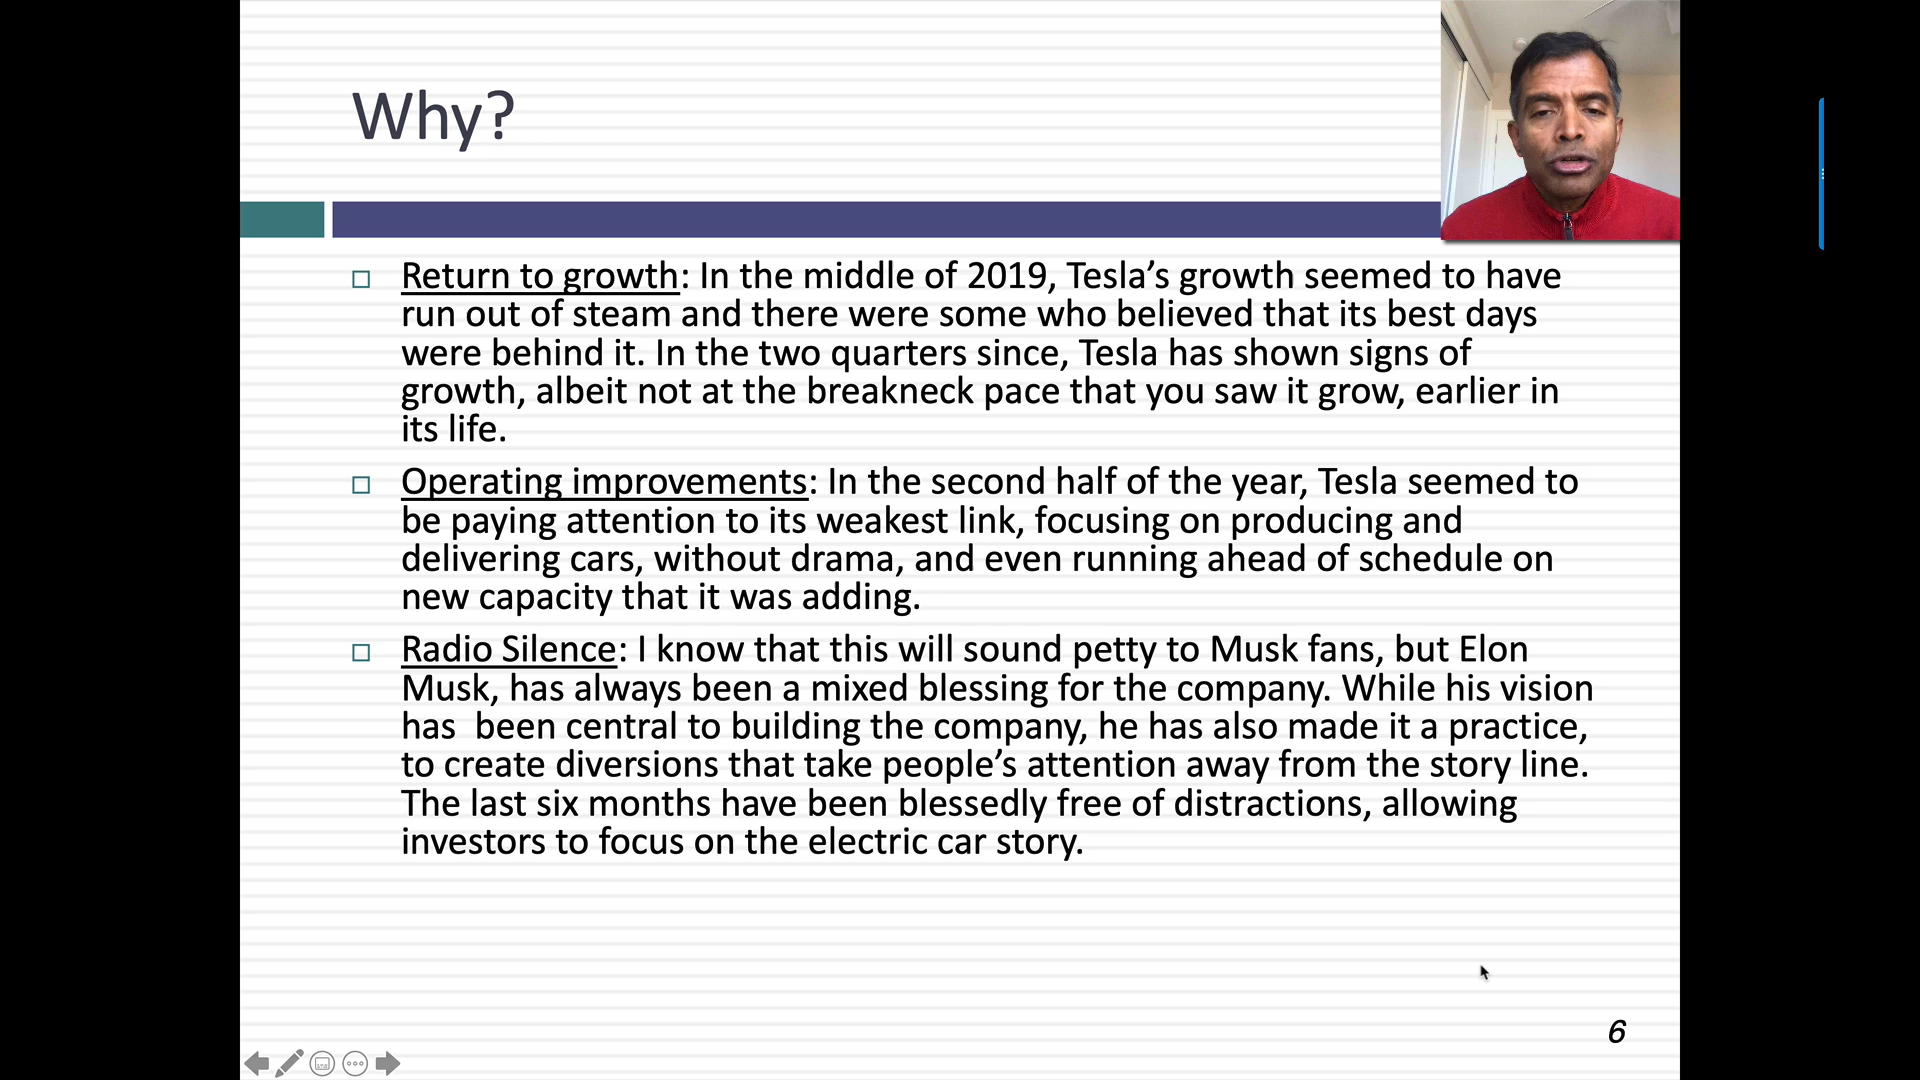 Why?
Return to growth: In the middle of 2019, Tesla’s growth seemed to have
run out of steam and there were some who believed that its best days
were behind it. In the two quarters since, Tesla has shown signs of
growth, albeit not at the breakneck pace that you saw it grow, earlier in
its life.
Operating improvements: In the second half of the year, Tesla seemed to
be paying attention to its weakest link, focusing on producing and
delivering cars, without drama, and even running ahead of schedule on
new capacity that it was adding.
Radio Silence: I know that this will sound petty to Musk fans, but Elon
Musk, has always been a mixed blessing for the company. While his vision
has  been central to building the company, he has also made it a practice,
to create diversions that take people’s attention away from the story line.
The last six months have been blessedly free of distractions, allowing
investors to focus on the electric car story.
6